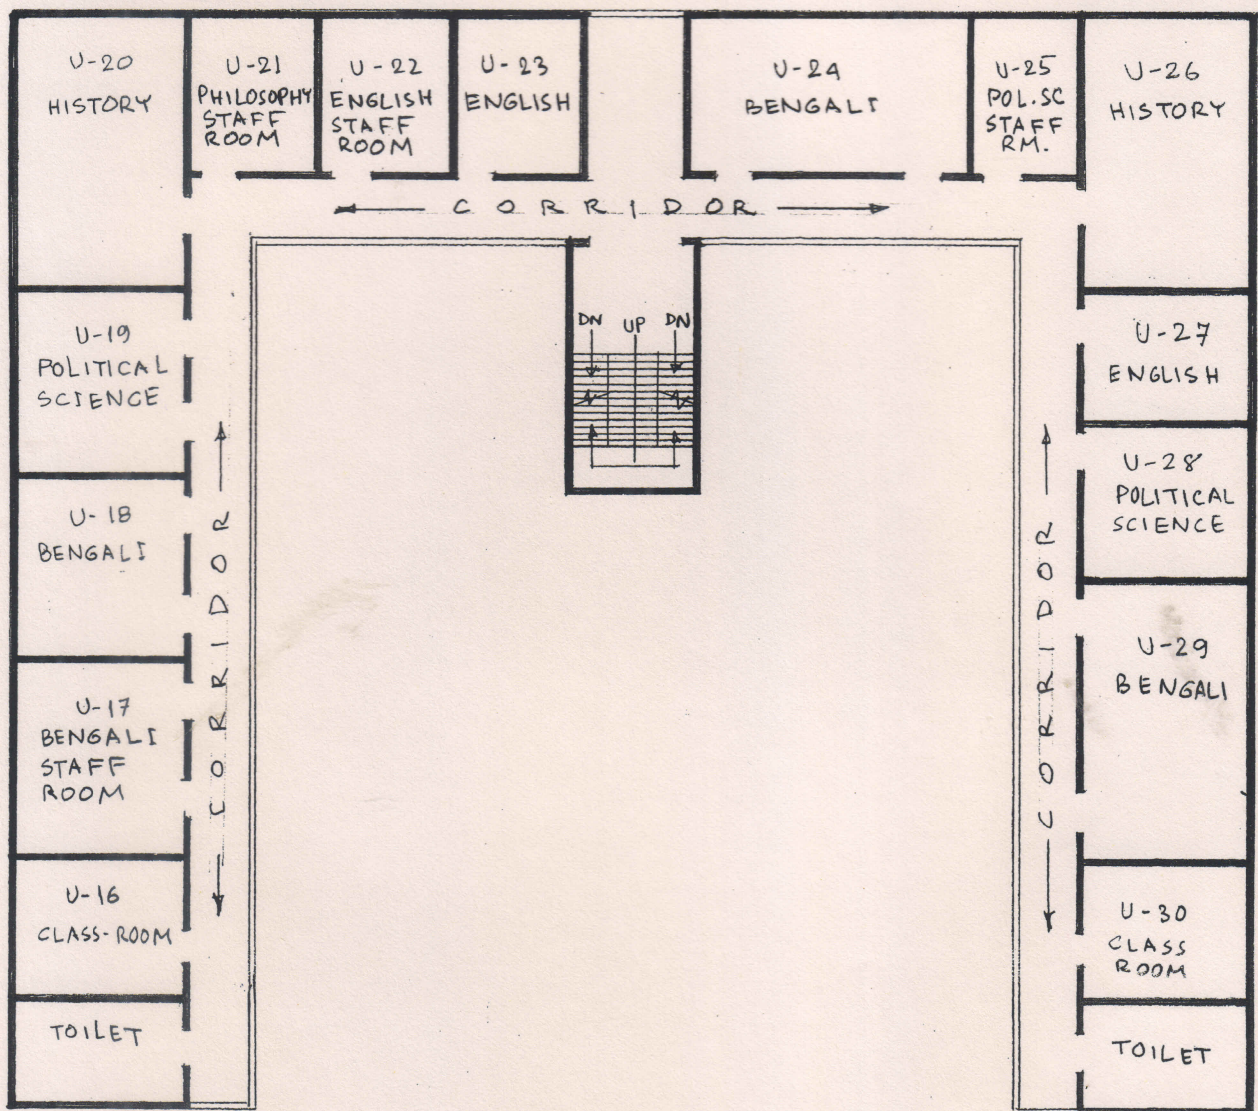 U-20
HISTORY
U-21
PHILOSOPHY
STAFF
ROOM
U-22
ENGLISH
STAFF
ROOM
U-23
ENGLISH
U-24
BENGALI
U-25
POL.SC
STAFF
RM.
U-26
HISTORY
CORRIDOR
U-19
POLITICAL
SCIENCE
U-18
BENGALI
U-17
BENGALI
STAFF
ROOM
U-16
CLASS-ROOM
TOILET
CORRIDOR
DN UP DN
CORRIDOR
U-27
ENGLISH
U-28
POLITICAL
SCIENCE
U-29
BENGALI
U-30
CLASS
ROOM
TOILET